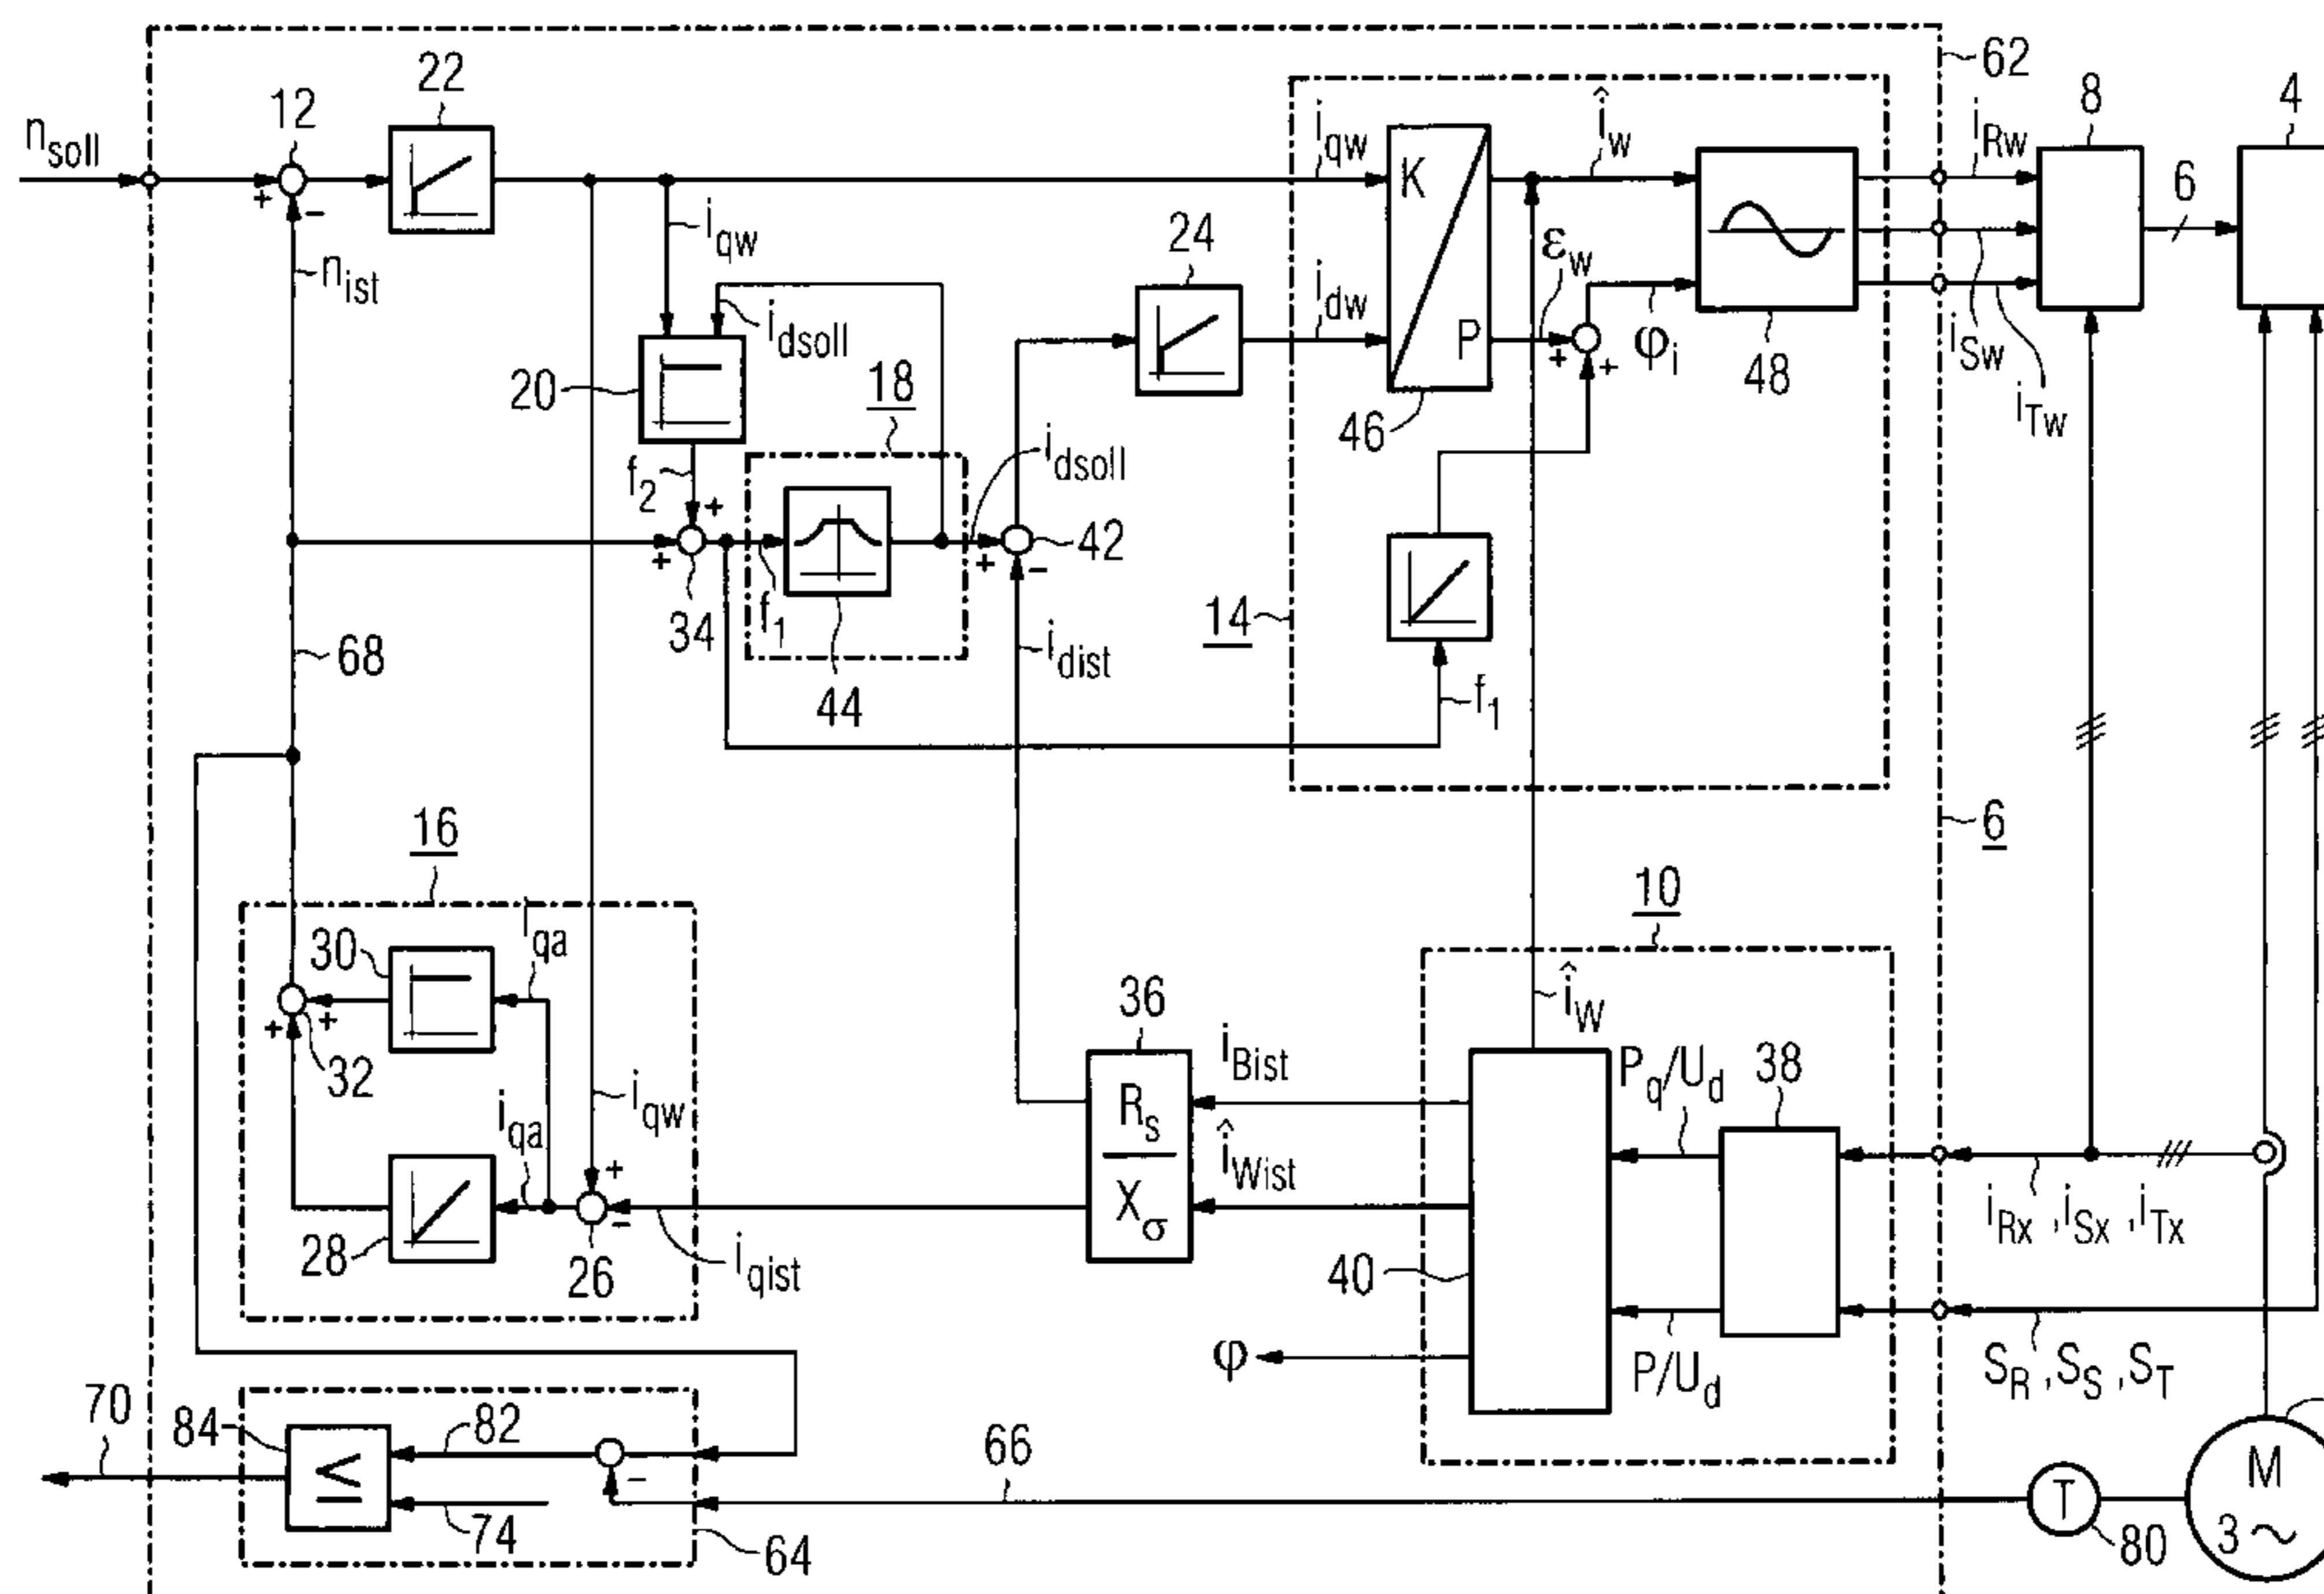 62
22
8
4
12
n_soll
i_qw
î_w
i_Rw
K
6
+
-
i_qw
24
ε_w
n_ist
i_dsoll
i_dw
P
+
+
φ_i
i_Sw
20
18
46
48
i_Tw
f_2
i_dsoll
+
+
42
+
-
34
f_1
14
68
i_dist
44
f_1
16
6
10
i_qa
30
36
î_W
+
+
i_Bist
P_q/U_d
38
32
R_s
i_qa
i_qw
î_Wist
+
X_σ
-
i_Rx ,i_Sx ,i_Tx
28
26
i_qist
40
φ
P/U_d
S_R ,S_S ,S_T
70
84
82
66
M
≤
-
T
74
3 ~
64
80